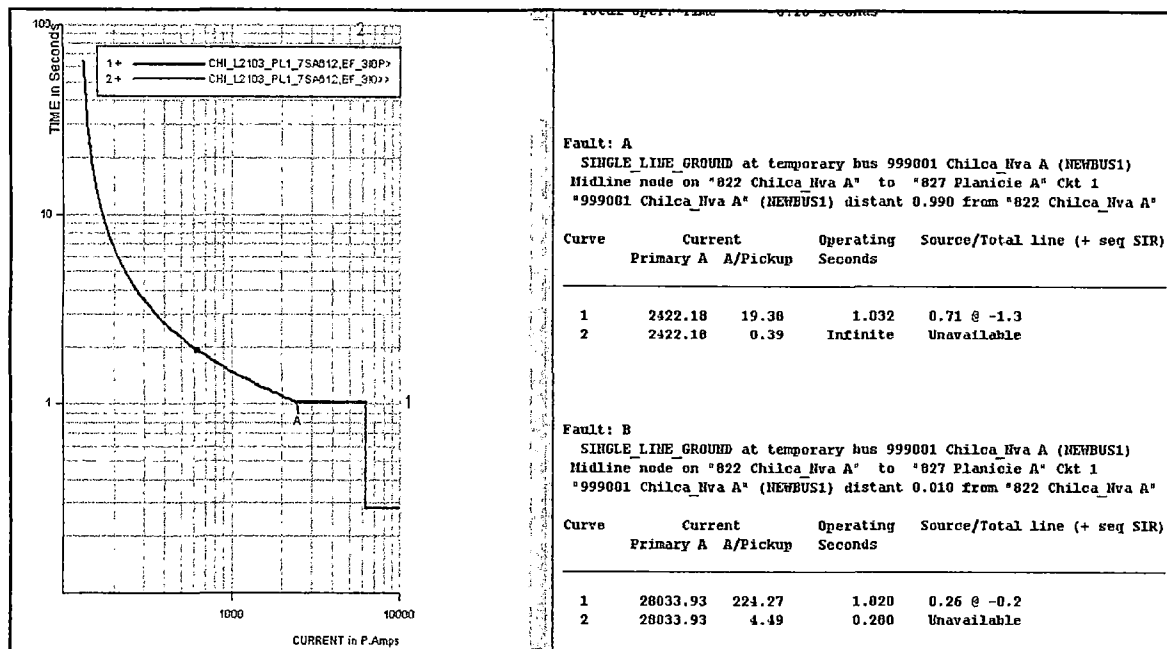 100
2
TIME in Seconds
1+ CHI_L2103_PL1_7SA612,EF_3I0P>
2+ CHI_L2103_PL1_7SA612,EF_3I0>>
10
1
A
1
1000
10000
CURRENT in P.Amps
Total Oper. Time 0.28 seconds
Fault: A
SINGLE_LINE_GROUND at temporary bus 999001 Chilca_Nva A (NEWBUS1)
Midline node on "822 Chilca_Nva A" to "827 Planicie A" Ckt 1
"999001 Chilca_Nva A" (NEWBUS1) distant 0.990 from "822 Chilca_Nva A"
Curve Current Operating Source/Total line (+ seq SIR)
Primary A A/Pickup Seconds
1 2422.18 19.38 1.032 0.71 @ -1.3
2 2422.18 0.39 Infinite Unavailable
Fault: B
SINGLE_LINE_GROUND at temporary bus 999001 Chilca_Nva A (NEWBUS1)
Midline node on "822 Chilca_Nva A" to "827 Planicie A" Ckt 1
"999001 Chilca_Nva A" (NEWBUS1) distant 0.010 from "822 Chilca_Nva A"
Curve Current Operating Source/Total line (+ seq SIR)
Primary A A/Pickup Seconds
1 28033.93 224.27 1.020 0.26 @ -0.2
2 28033.93 4.49 0.280 Unavailable